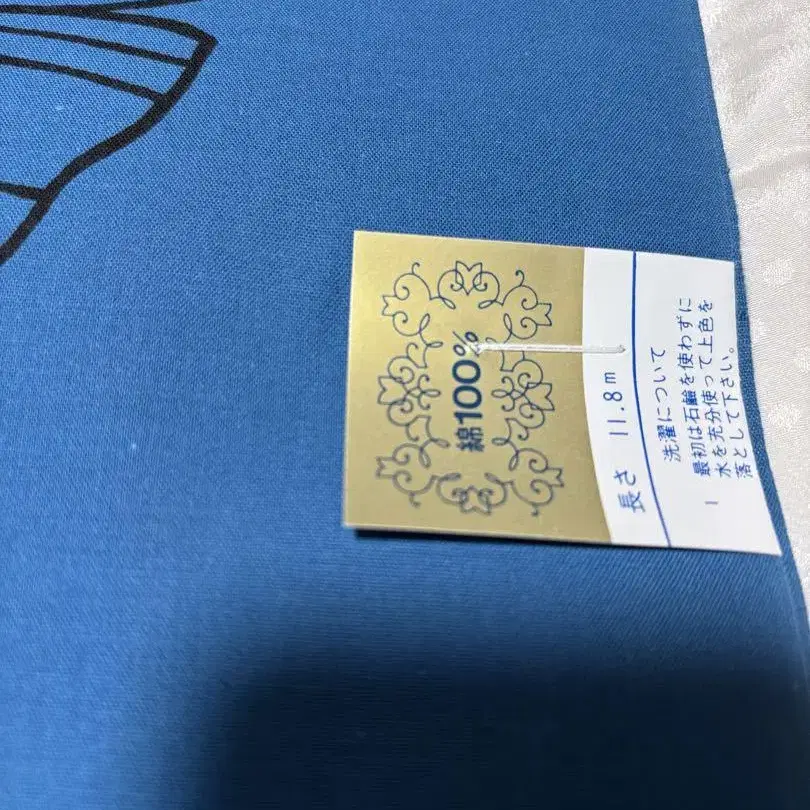 綿100%
長さ 11.8m
洗濯について
1 最初は石鹼を使わずに
水を充分使って上色を
落として下さい。